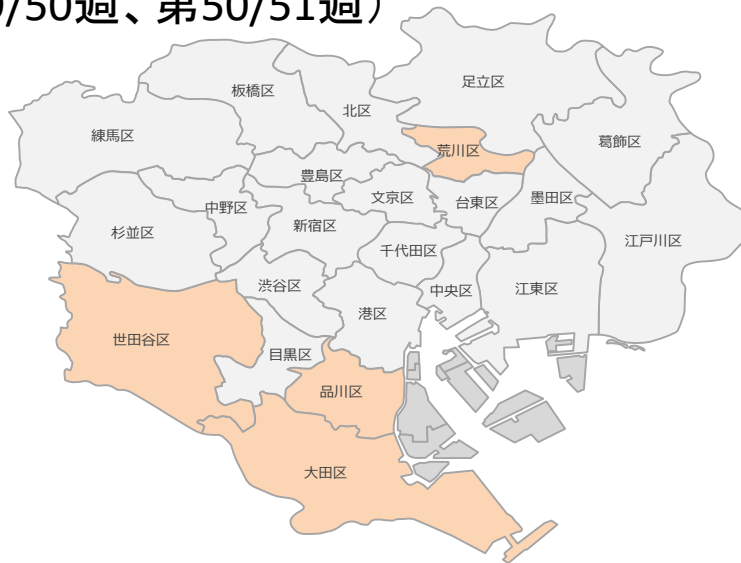 /50週、第50/51週）
足立区
板橋区
北区
練馬区
葛飾区
荒川区
豊島区
文京区
台東区
墨田区
中野区
新宿区
杉並区
江戸川区
千代田区
渋谷区
中央区
江東区
港区
世田谷区
目黒区
品川区
大田区